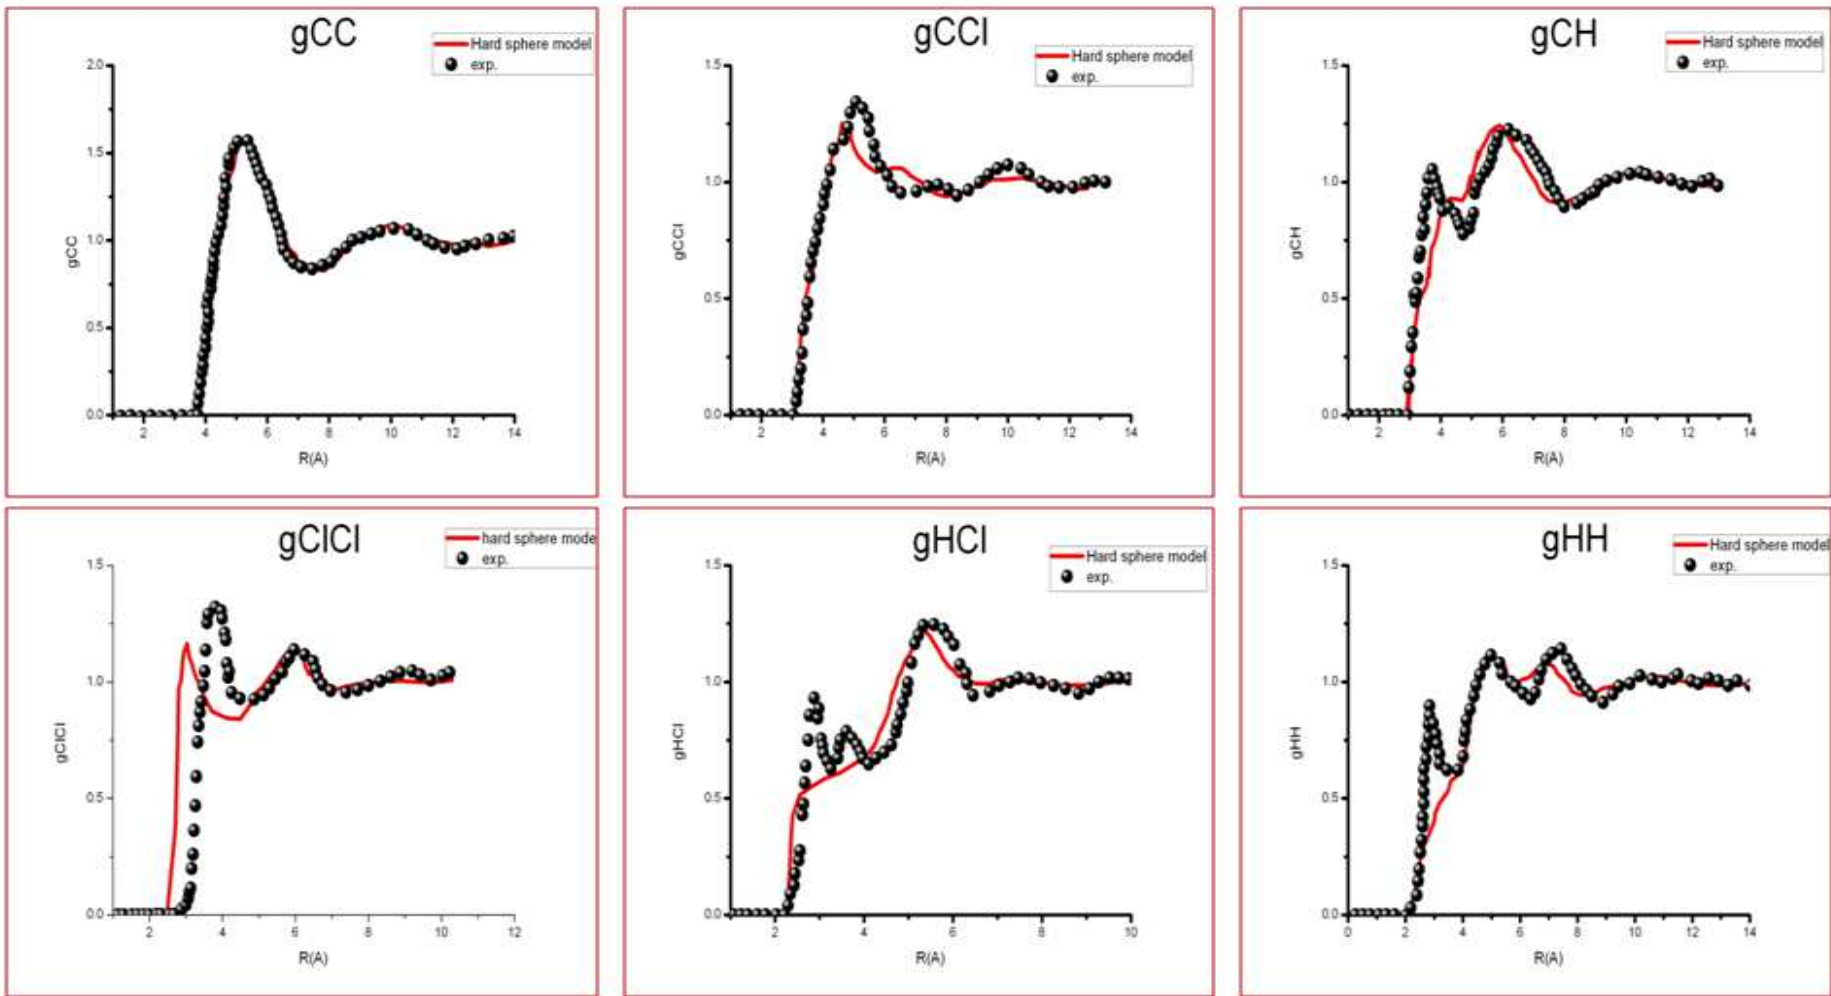 gCC
Hard sphere model
exp.
2.0
1.5
1.0
0.5
0.0
gCC
2 4 6 8 10 12 14
R(A)
gCCl
Hard sphere model
exp.
1.5
1.0
0.5
0.0
gCCl
2 4 6 8 10 12 14
R(A)
gCH
Hard sphere model
exp.
1.5
1.0
0.5
0.0
gCH
2 4 6 8 10 12 14
R(A)
gClCl
hard sphere mode
exp.
1.5
1.0
0.5
0.0
gClCl
2 4 6 8 10 12
R(A)
gHCl
Hard sphere model
exp.
1.5
1.0
0.5
0.0
gHCl
2 4 6 8 10
R(A)
gHH
Hard sphere model
exp.
1.5
1.0
0.5
0.0
gHH
0 2 4 6 8 10 12 14
R(A)